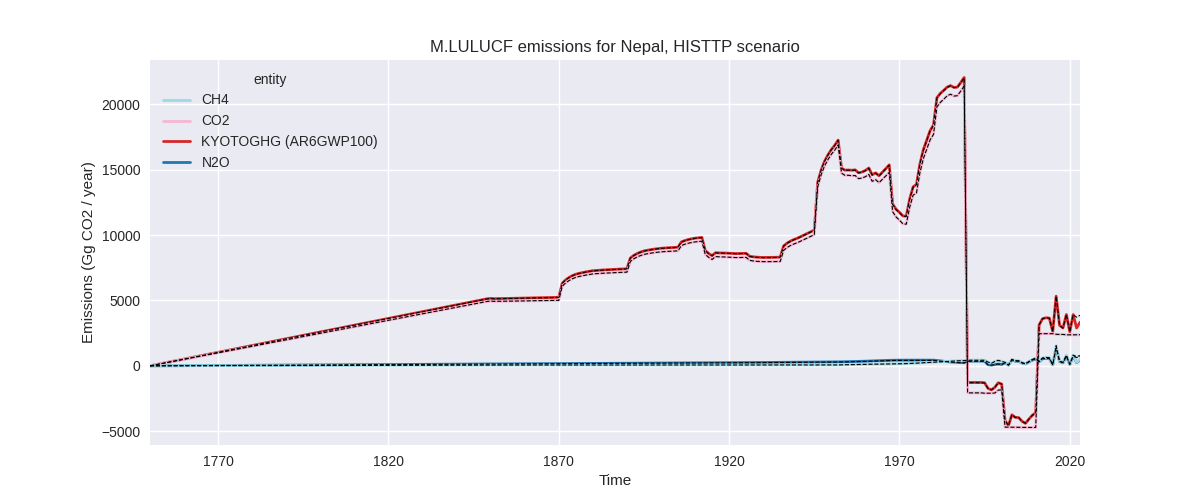 M.LULUCF emissions for Nepal, HISTTP scenario
Emissions (Gg CO2 / year)
20000
15000
10000
5000
0
−5000
entity
CH4
CO2
KYOTOGHG (AR6GWP100)
N2O
1770
1820
1870
1920
1970
2020
Time